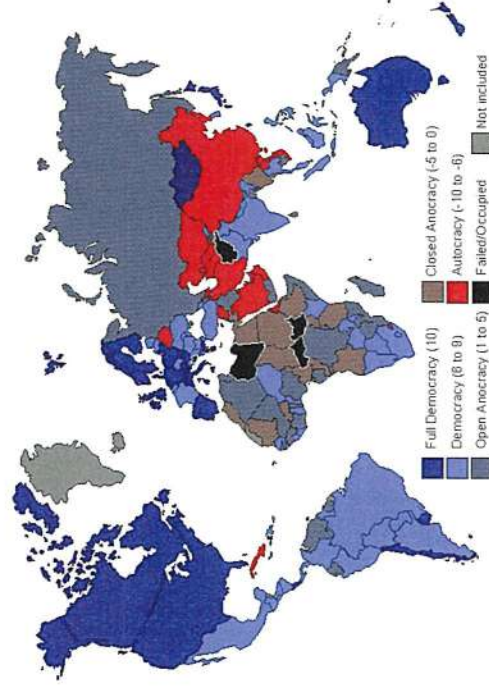 Full Democracy (10)
Democracy (6 to 9)
Open Anocracy (1 to 5)
Closed Anocracy (-5 to 0)
Autocracy (-10 to -6)
Failed/Occupied
Not included